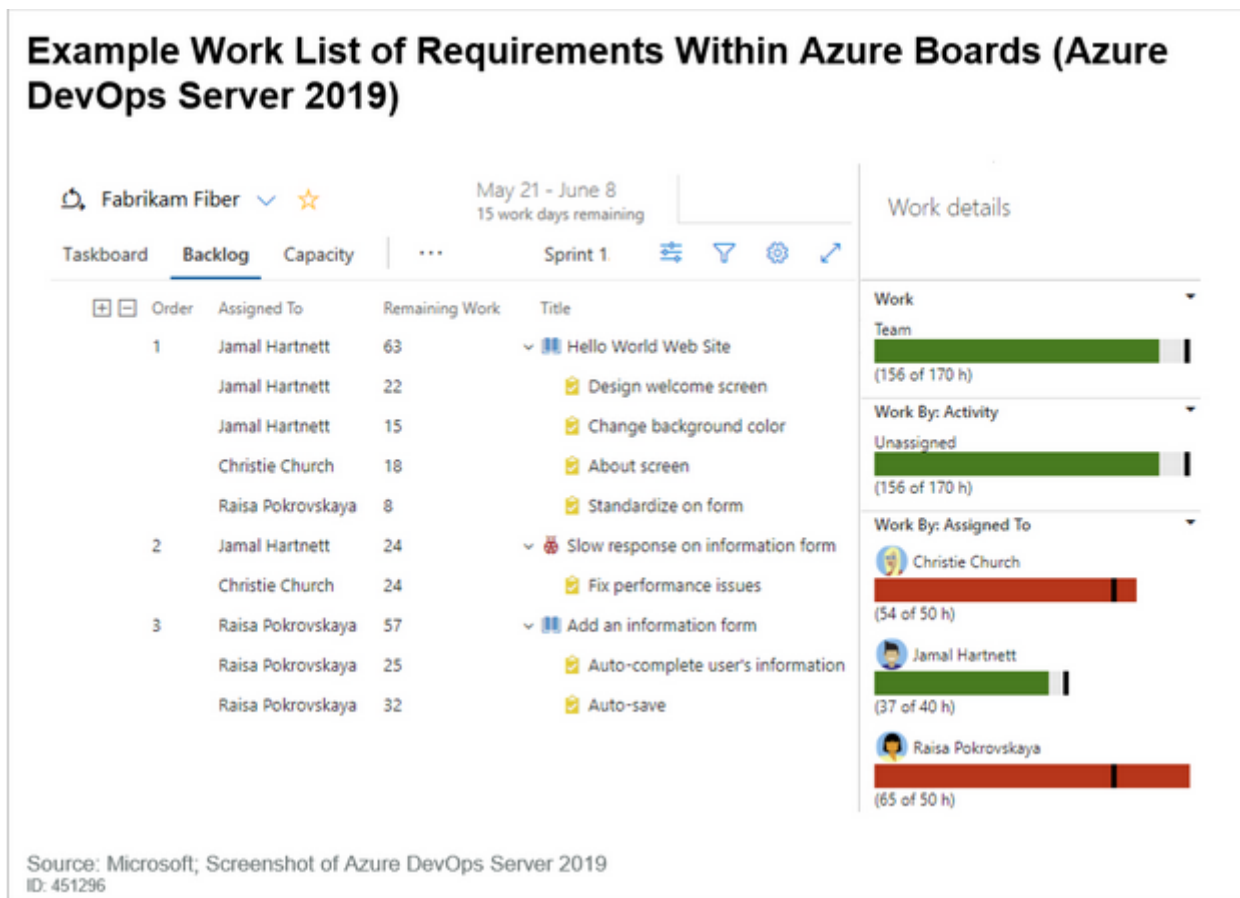 Example Work List of Requirements Within Azure Boards (Azure
DevOps Server 2019)
Fabrikam Fiber
May 21 - June 8
15 work days remaining
Work details
Taskboard Backlog Capacity ... Sprint 1
Order Assigned To Remaining Work Title
1 Jamal Hartnett 63 Hello World Web Site
Jamal Hartnett 22 Design welcome screen
Jamal Hartnett 15 Change background color
Christie Church 18 About screen
Raisa Pokrovskaya 8 Standardize on form
2 Jamal Hartnett 24 Slow response on information form
Christie Church 24 Fix performance issues
3 Raisa Pokrovskaya 57 Add an information form
Raisa Pokrovskaya 25 Auto-complete user's information
Raisa Pokrovskaya 32 Auto-save
Work
Team
(156 of 170 h)
Work By: Activity
Unassigned
(156 of 170 h)
Work By: Assigned To
Christie Church
(54 of 50 h)
Jamal Hartnett
(37 of 40 h)
Raisa Pokrovskaya
(65 of 50 h)
Source: Microsoft; Screenshot of Azure DevOps Server 2019
ID: 451296